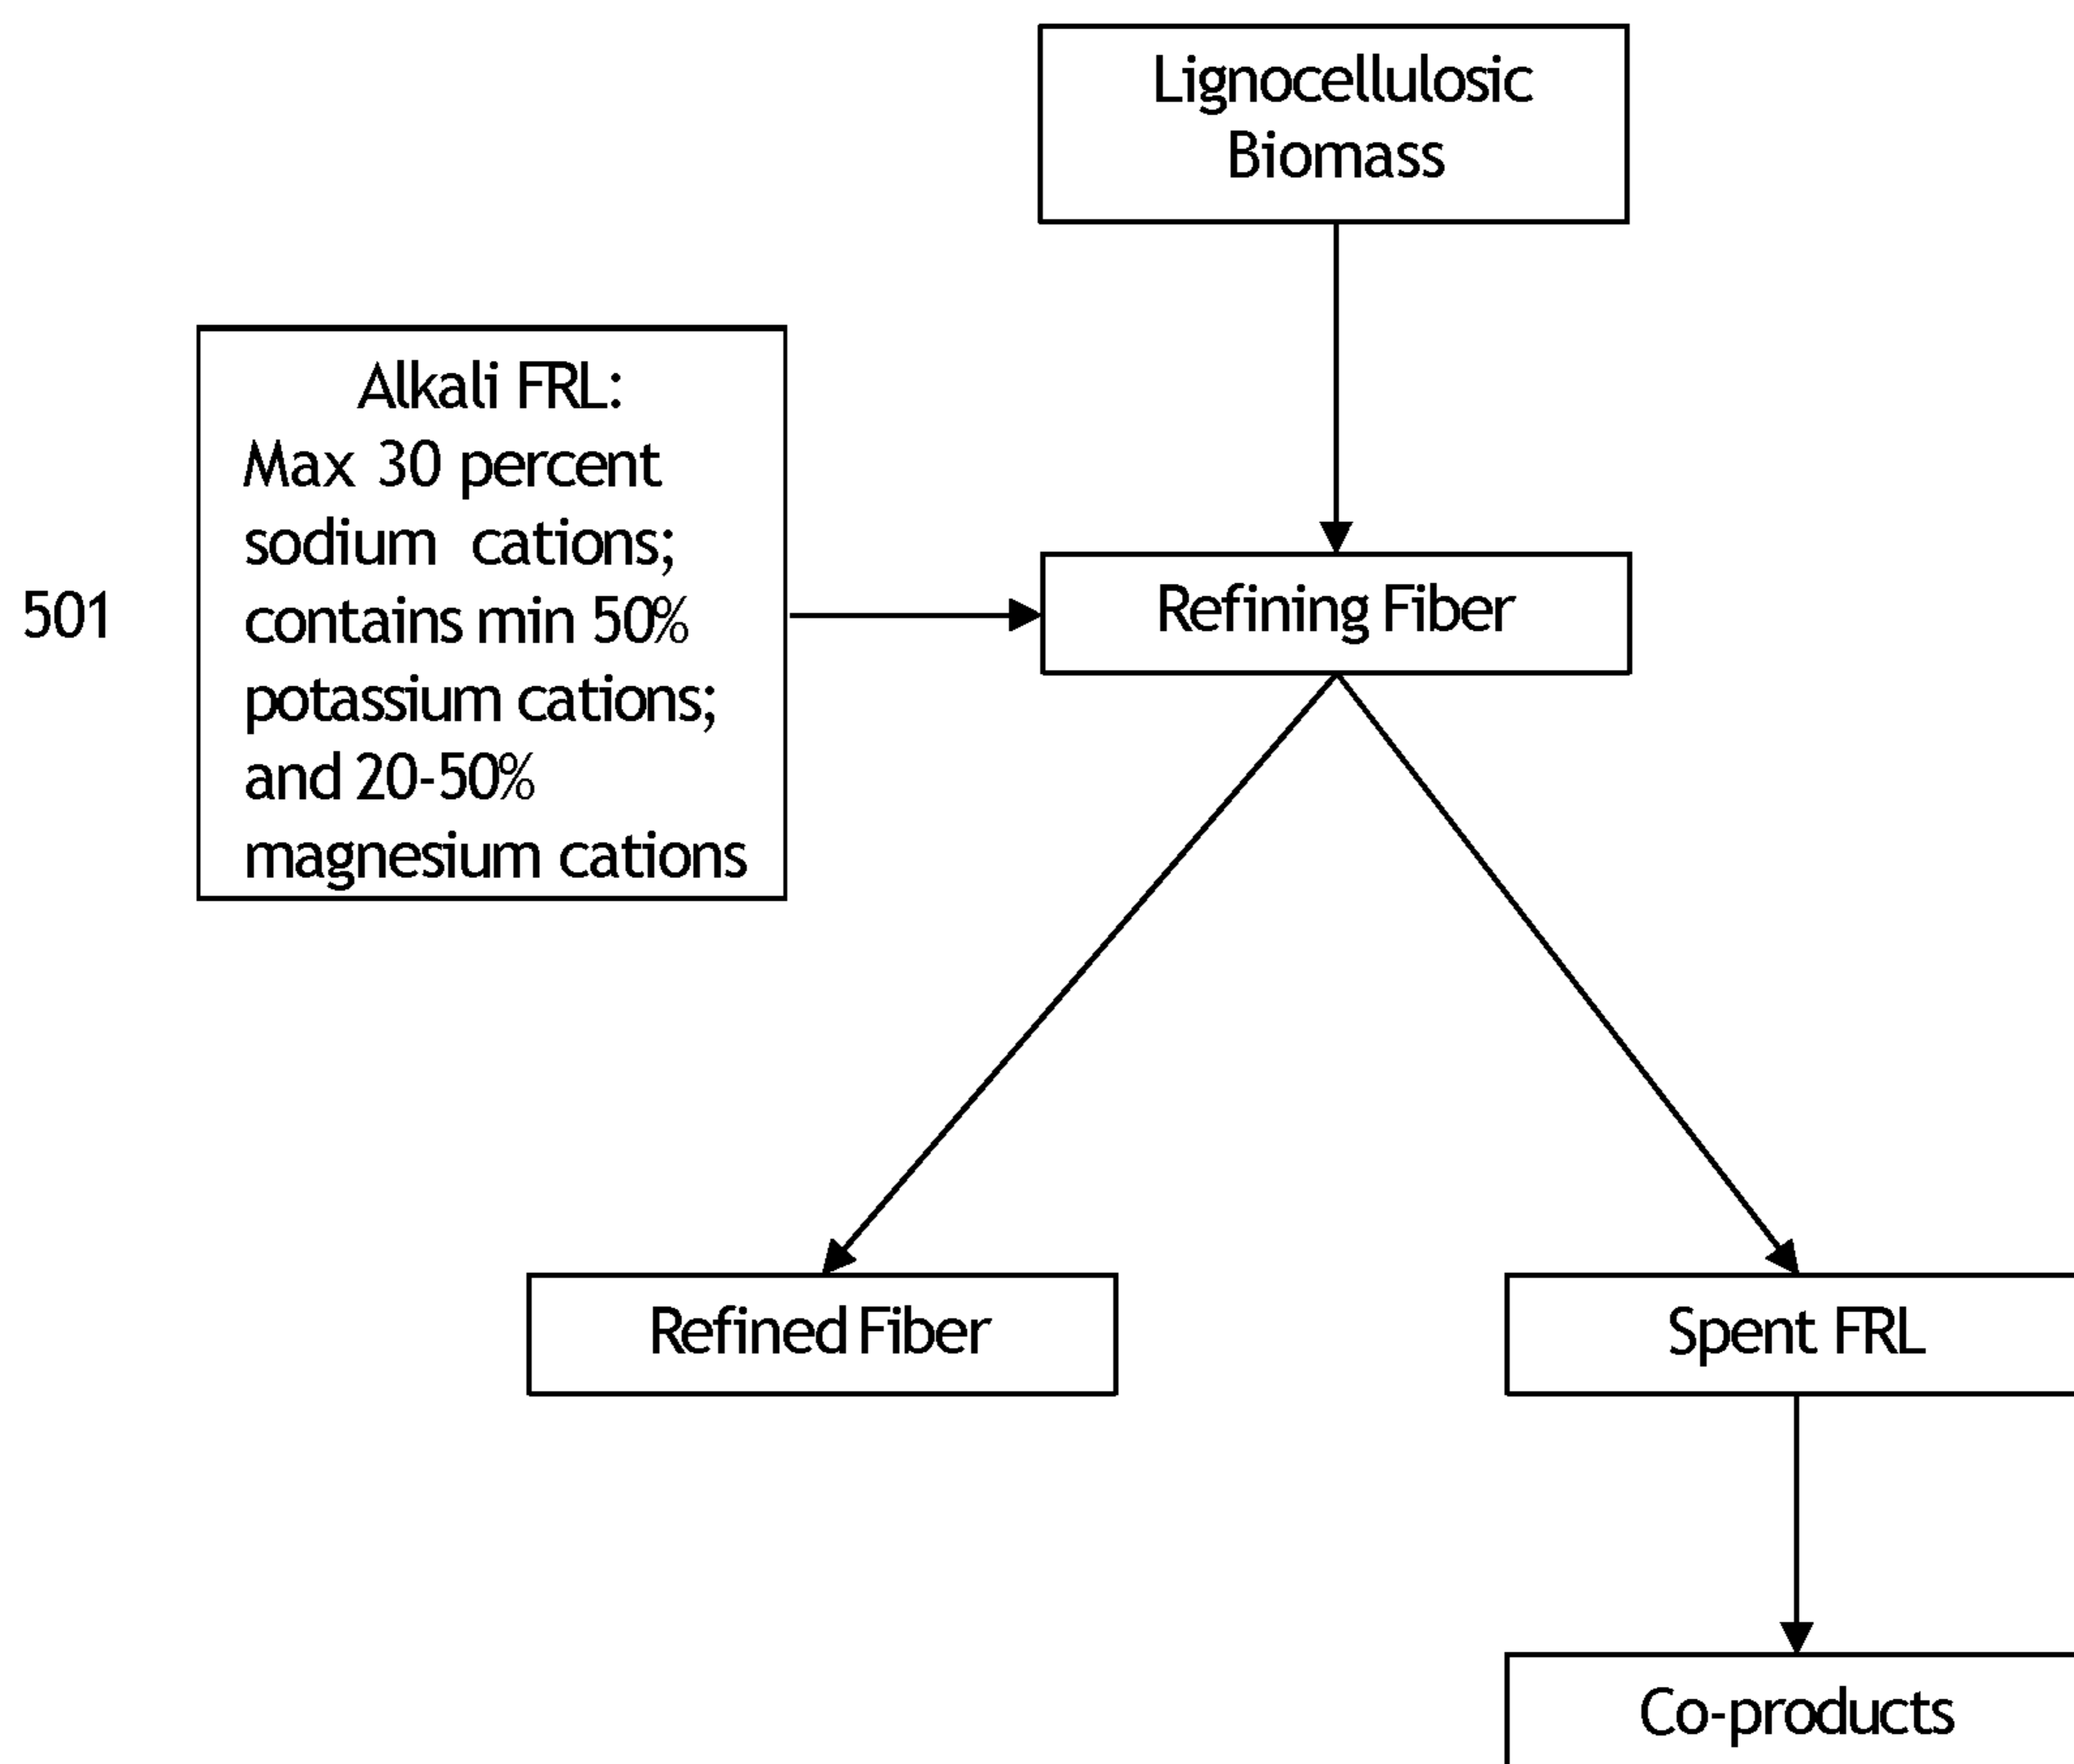 Lignocellulosic
Biomass
Alkali FRL:
Max 30 percent
sodium cations;
contains min 50%
potassium cations;
and 20-50%
magnesium cations
501
Refining Fiber
Refined Fiber
Spent FRL
Co-products